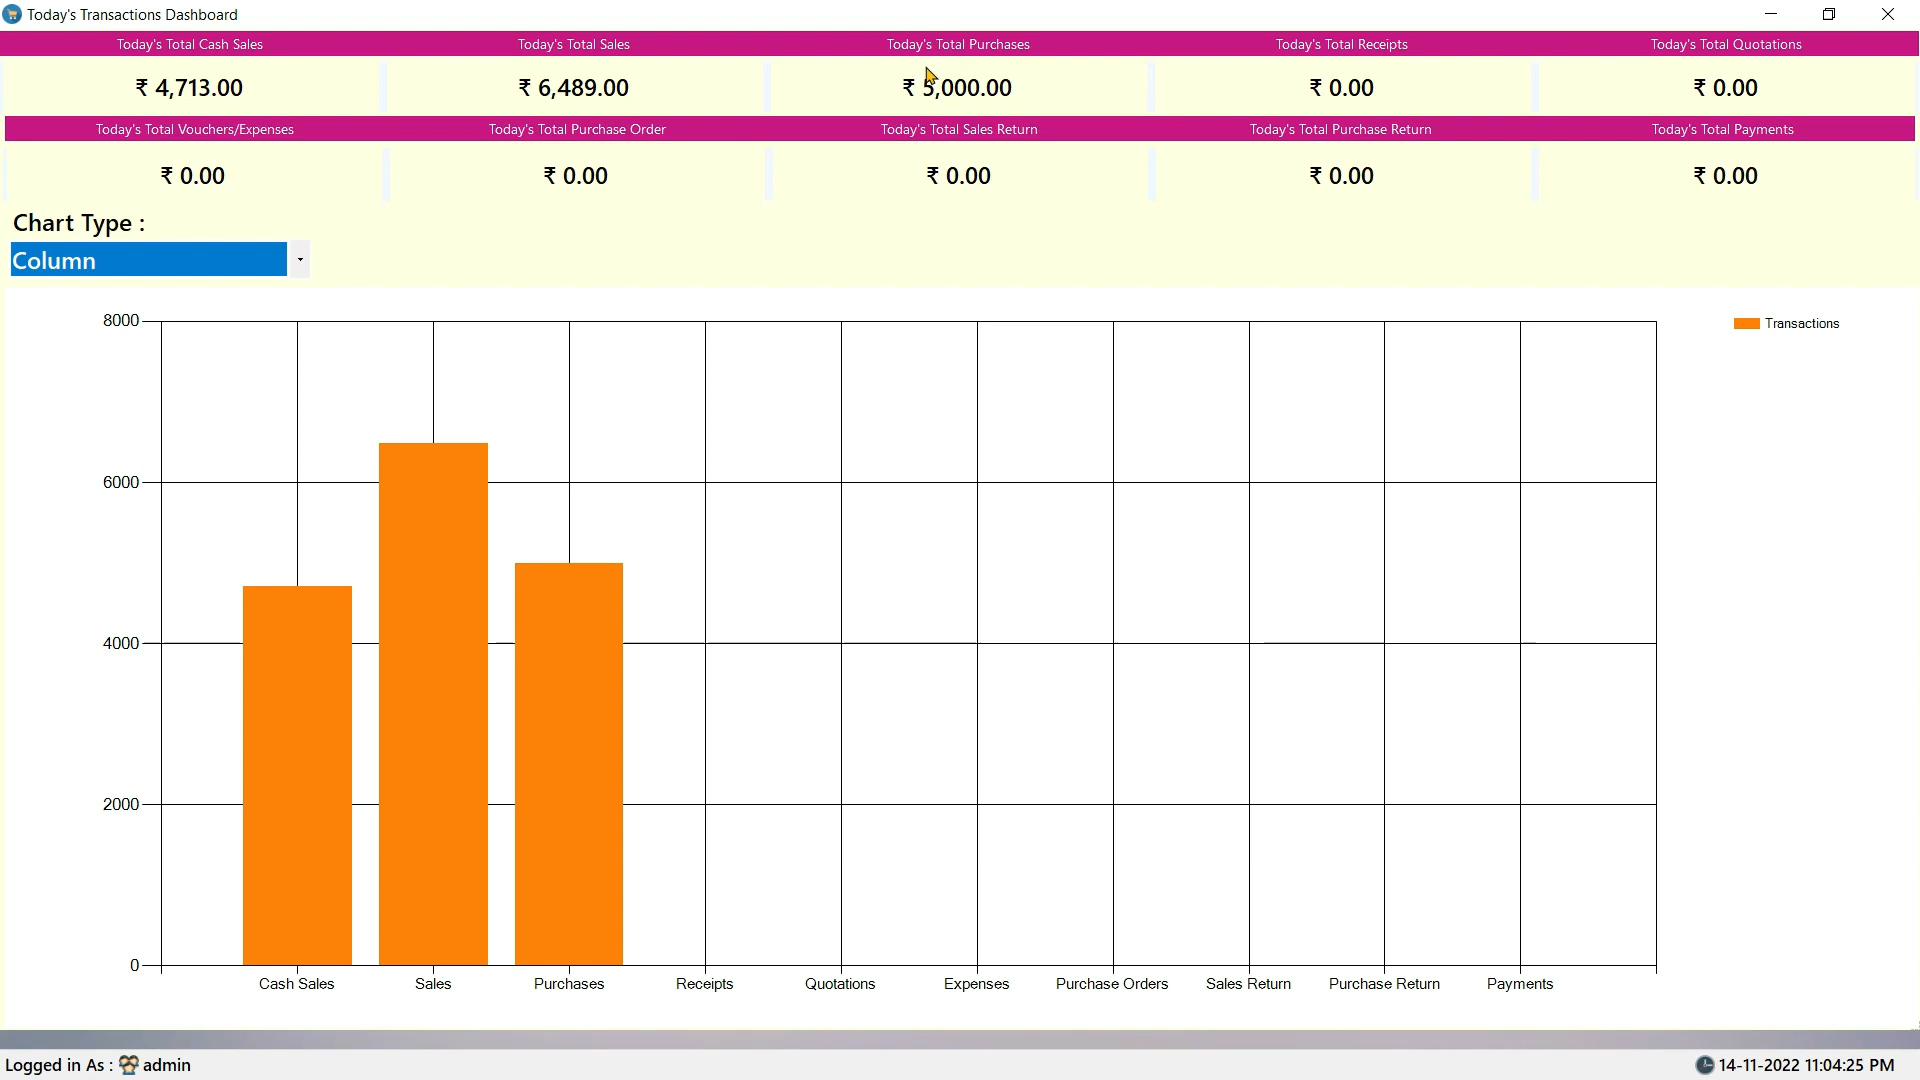 Today's Transactions Dashboard
Today's Total Cash Sales Today's Total Sales Today's Total Purchases Today's Total Receipts Today's Total Quotations
₹ 4,713.00 ₹ 6,489.00 ₹ 5,000.00 ₹ 0.00 ₹ 0.00
Today's Total Vouchers/Expenses Today's Total Purchase Order Today's Total Sales Return Today's Total Purchase Return Today's Total Payments
₹ 0.00 ₹ 0.00 ₹ 0.00 ₹ 0.00 ₹ 0.00
Chart Type :
Column
8000
Transactions
6000
4000
2000
0
Cash Sales Sales Purchases Receipts Quotations Expenses Purchase Orders Sales Return Purchase Return Payments
Logged in As : admin 14-11-2022 11:04:25 PM